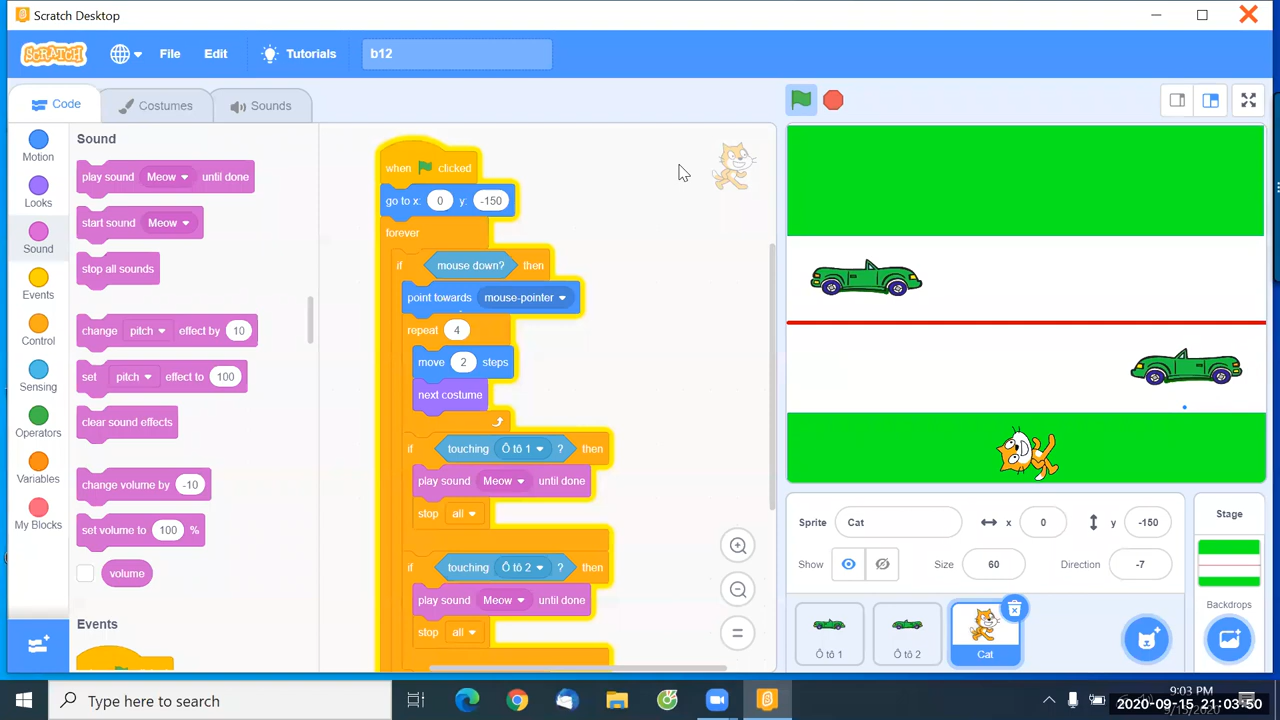 Scratch Desktop
SCRATCH
File
Edit
Tutorials
b12
Code
Costumes
Sounds
Motion
Looks
Sound
Events
Control
Sensing
Operators
Variables
My Blocks
Sound
play sound Meow until done
start sound Meow
stop all sounds
change pitch effect by 10
set pitch effect to 100
clear sound effects
change volume by -10
set volume to 100 %
volume
Events
when clicked
go to x: 0 y: -150
forever
if mouse down? then
point towards mouse-pointer
repeat 4
move 2 steps
next costume
if touching Ô tô 1 ? then
play sound Meow until done
stop all
if touching Ô tô 2 ? then
play sound Meow until done
stop all
Sprite Cat x 0 y -150
Show Size 60 Direction -7
Ô tô 1
Ô tô 2
Cat
Stage
Backdrops
Type here to search
9:03 PM
2020-09-15 21:03:50